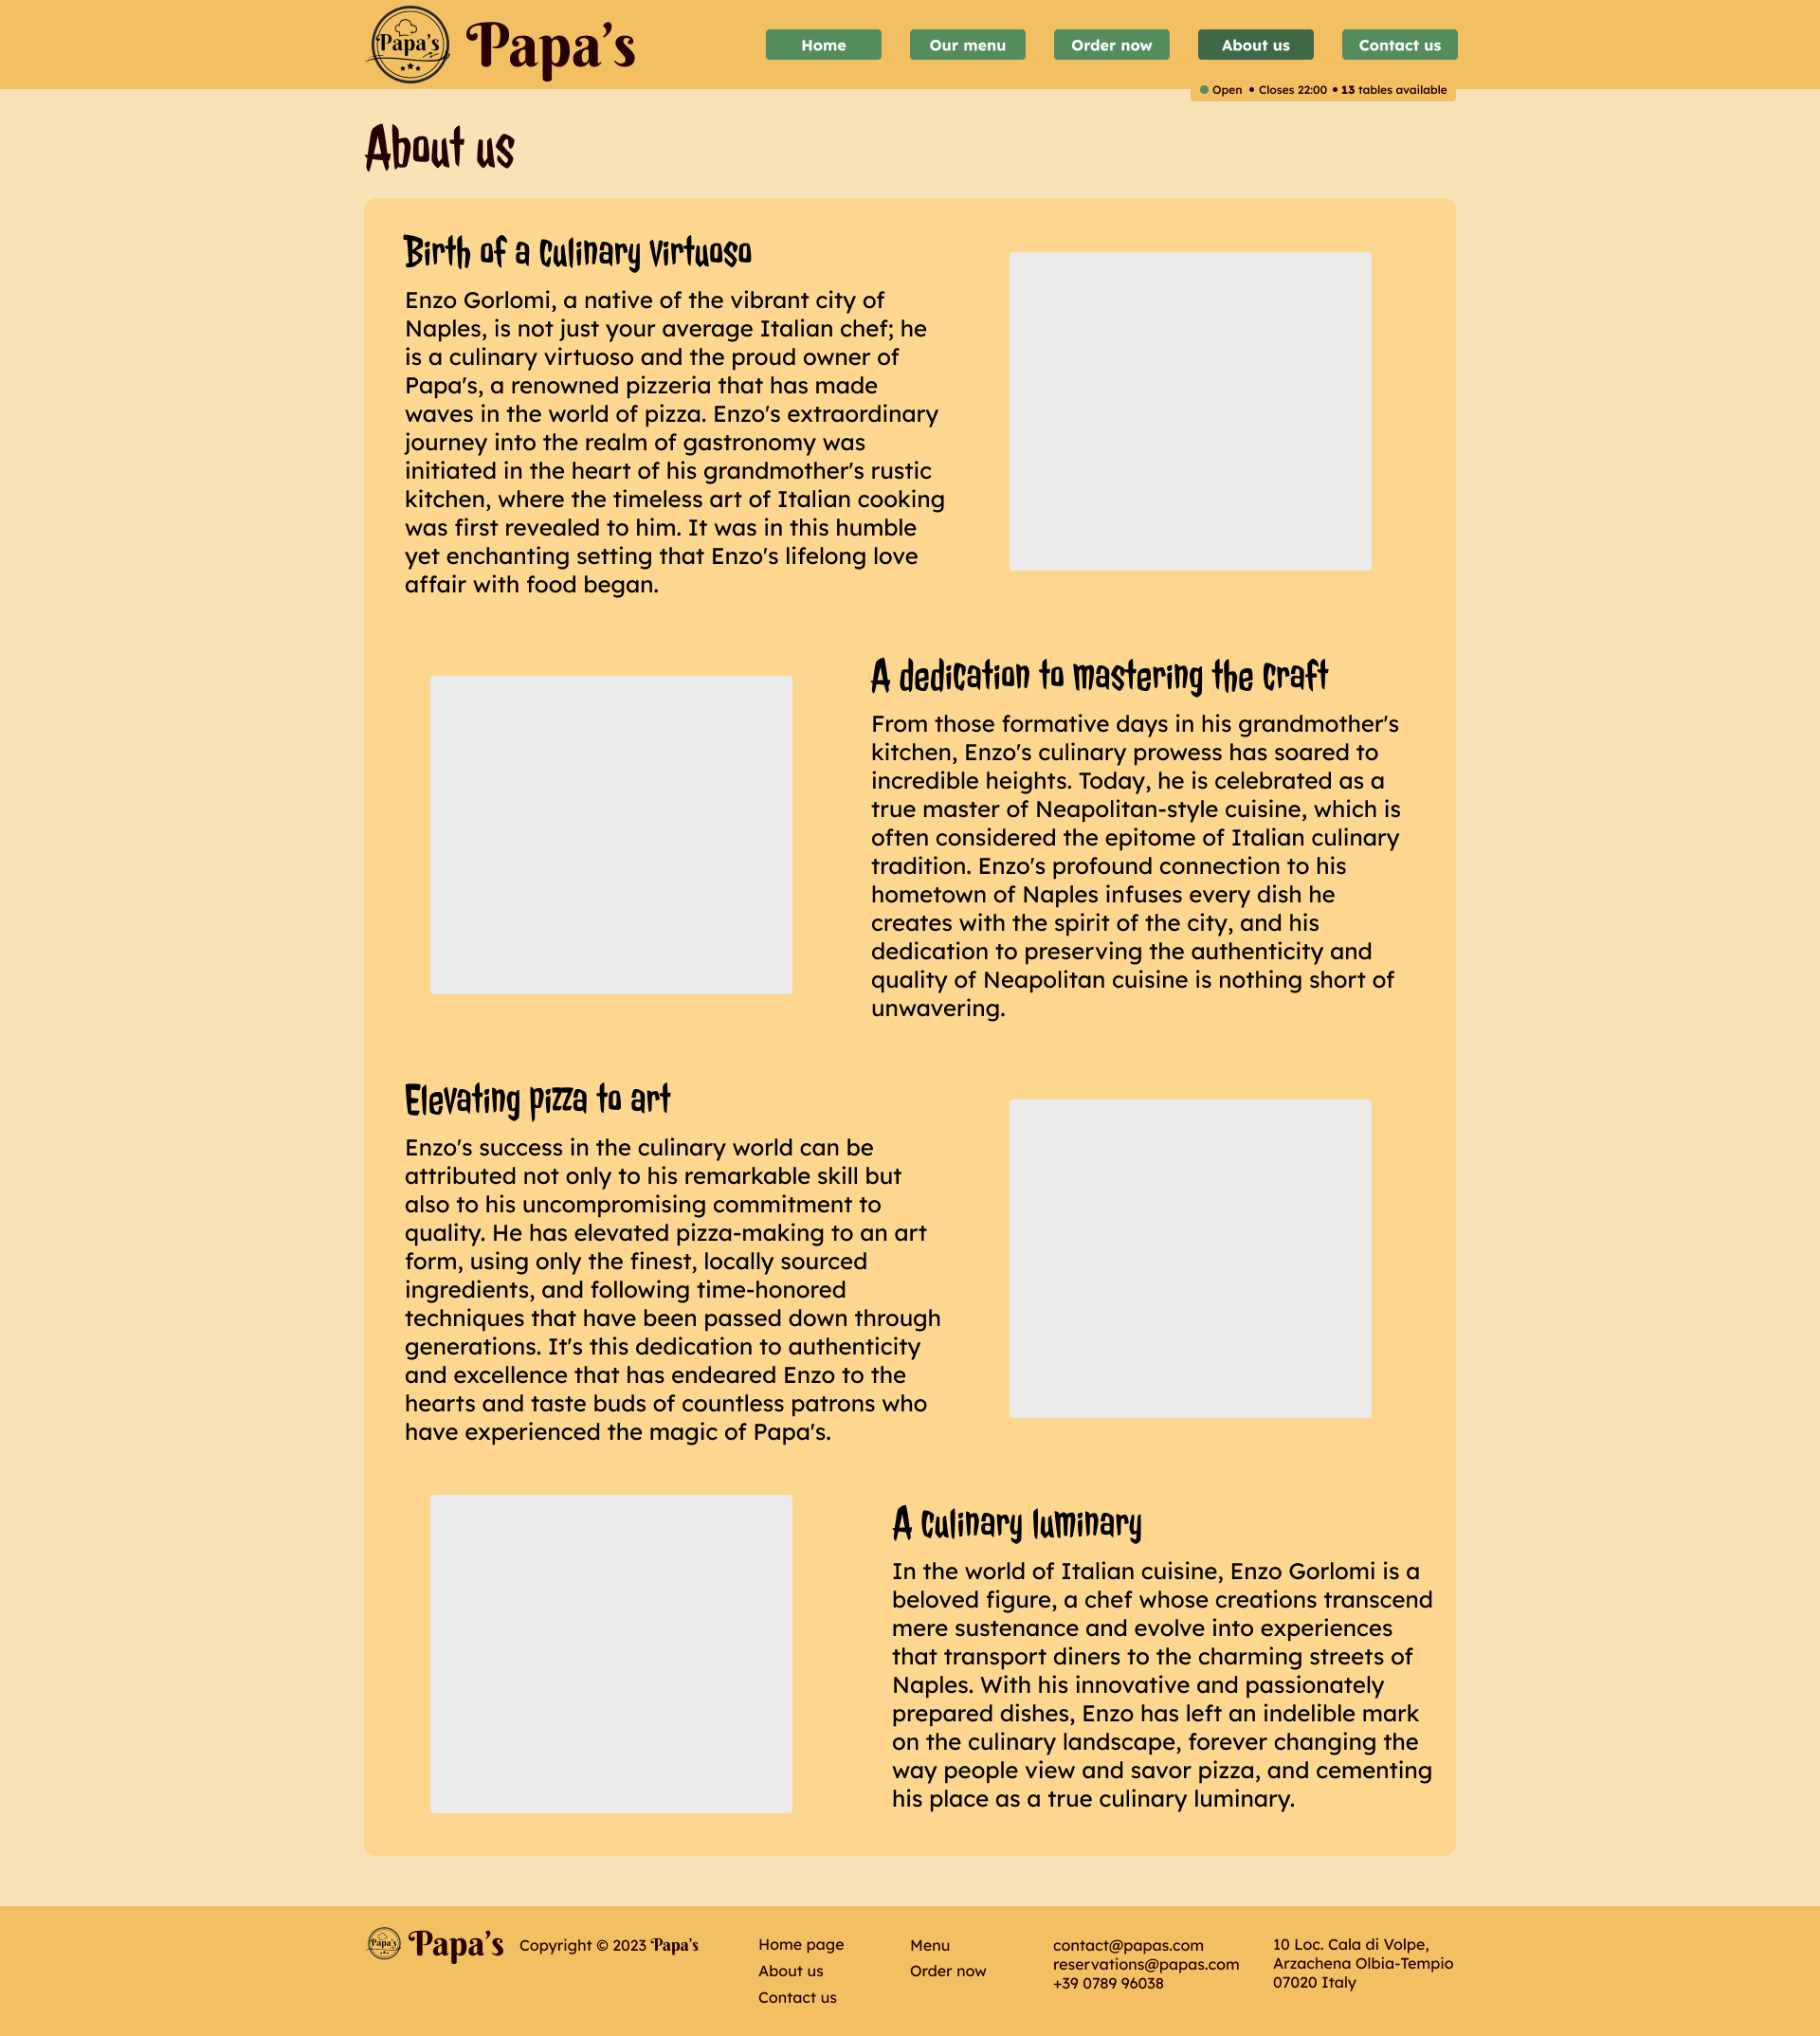 Papa's
Papa's
Home
Our menu
Order now
About us
Contact us
Open • Closes 22:00 • 13 tables available
About us
Birth of a culinary virtuoso
Enzo Gorlomi, a native of the vibrant city of
Naples, is not just your average Italian chef; he
is a culinary virtuoso and the proud owner of
Papa's, a renowned pizzeria that has made
waves in the world of pizza. Enzo's extraordinary
journey into the realm of gastronomy was
initiated in the heart of his grandmother's rustic
kitchen, where the timeless art of Italian cooking
was first revealed to him. It was in this humble
yet enchanting setting that Enzo's lifelong love
affair with food began.
A dedication to mastering the craft
From those formative days in his grandmother's
kitchen, Enzo's culinary prowess has soared to
incredible heights. Today, he is celebrated as a
true master of Neapolitan-style cuisine, which is
often considered the epitome of Italian culinary
tradition. Enzo's profound connection to his
hometown of Naples infuses every dish he
creates with the spirit of the city, and his
dedication to preserving the authenticity and
quality of Neapolitan cuisine is nothing short of
unwavering.
Elevating pizza to art
Enzo's success in the culinary world can be
attributed not only to his remarkable skill but
also to his uncompromising commitment to
quality. He has elevated pizza-making to an art
form, using only the finest, locally sourced
ingredients, and following time-honored
techniques that have been passed down through
generations. It's this dedication to authenticity
and excellence that has endeared Enzo to the
hearts and taste buds of countless patrons who
have experienced the magic of Papa's.
A culinary luminary
In the world of Italian cuisine, Enzo Gorlomi is a
beloved figure, a chef whose creations transcend
mere sustenance and evolve into experiences
that transport diners to the charming streets of
Naples. With his innovative and passionately
prepared dishes, Enzo has left an indelible mark
on the culinary landscape, forever changing the
way people view and savor pizza, and cementing
his place as a true culinary luminary.
Papa's
Papa's
Copyright © 2023 Papa's
Home page
About us
Contact us
Menu
Order now
contact@papas.com
reservations@papas.com
+39 0789 96038
10 Loc. Cala di Volpe,
Arzachena Olbia-Tempio
07020 Italy